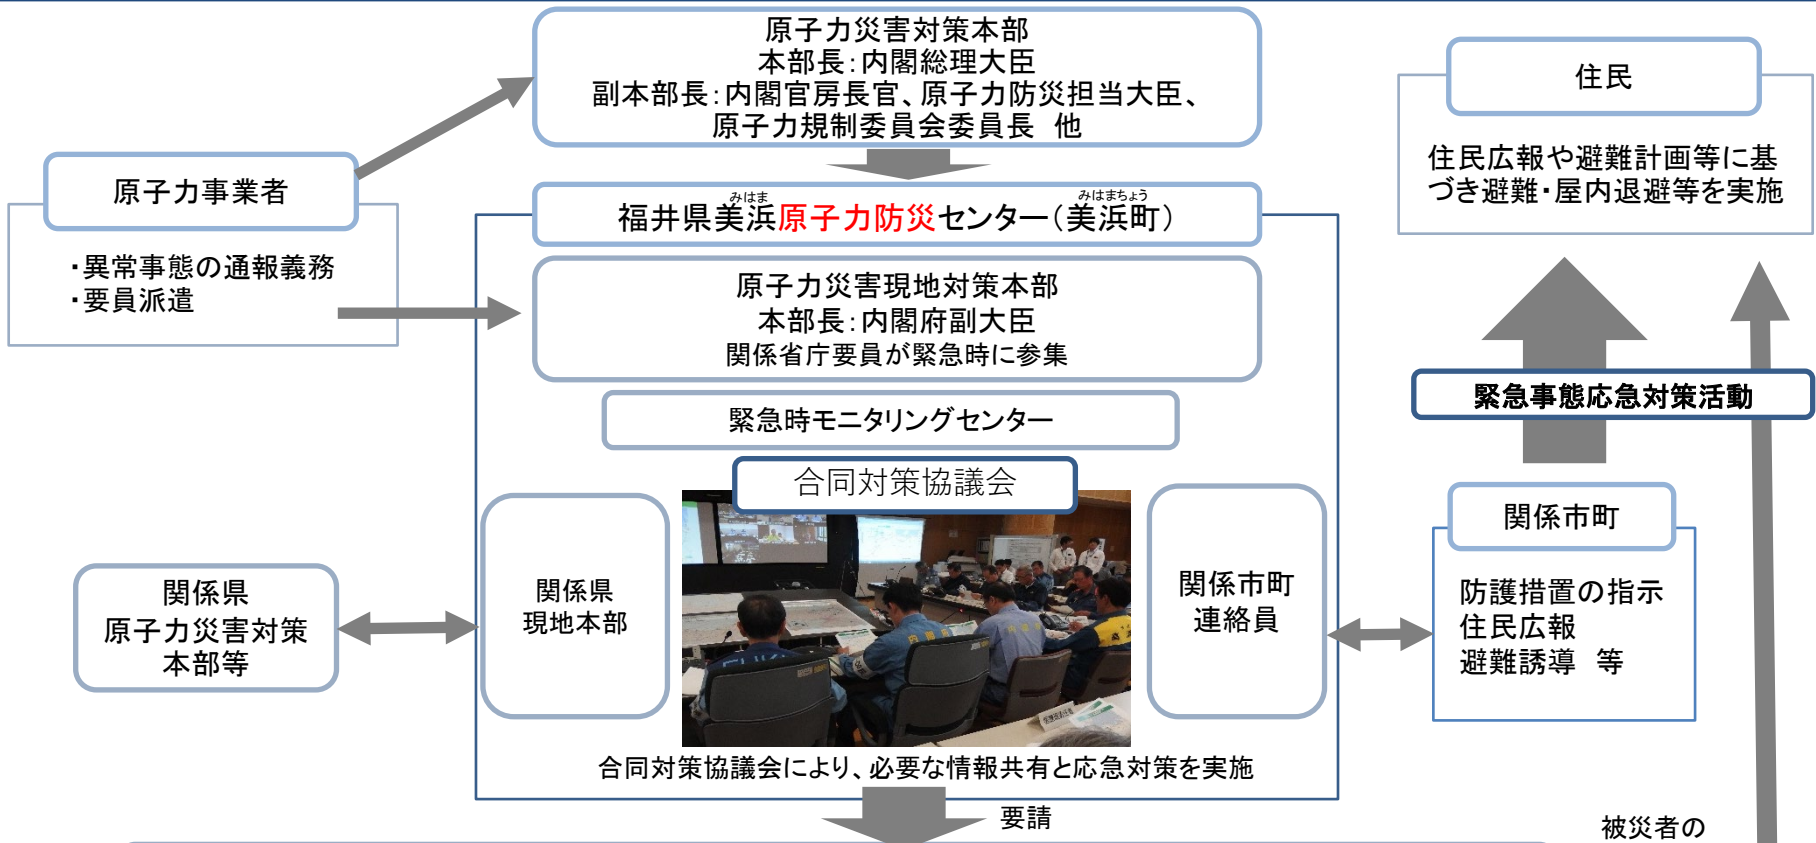 原子力災害対策本部
本部長：内閣総理大臣
副本部長：内閣官房長官、原子力防災担当大臣、
原子力規制委員会委員長　他
住民
住民広報や避難計画等に基
づき避難・屋内退避等を実施
原子力事業者
・異常事態の通報義務
・要員派遣
みはま
みはまちょう
福井県美浜原子力防災センター（美浜町）
原子力災害現地対策本部
本部長：内閣府副大臣
関係省庁要員が緊急時に参集
緊急時モニタリングセンター
緊急事態応急対策活動
合同対策協議会
関係県
原子力災害対策
本部等
関係県
現地本部
関係市町
連絡員
関係市町
防護措置の指示
住民広報
避難誘導　等
合同対策協議会により、必要な情報共有と応急対策を実施
要請
被災者の